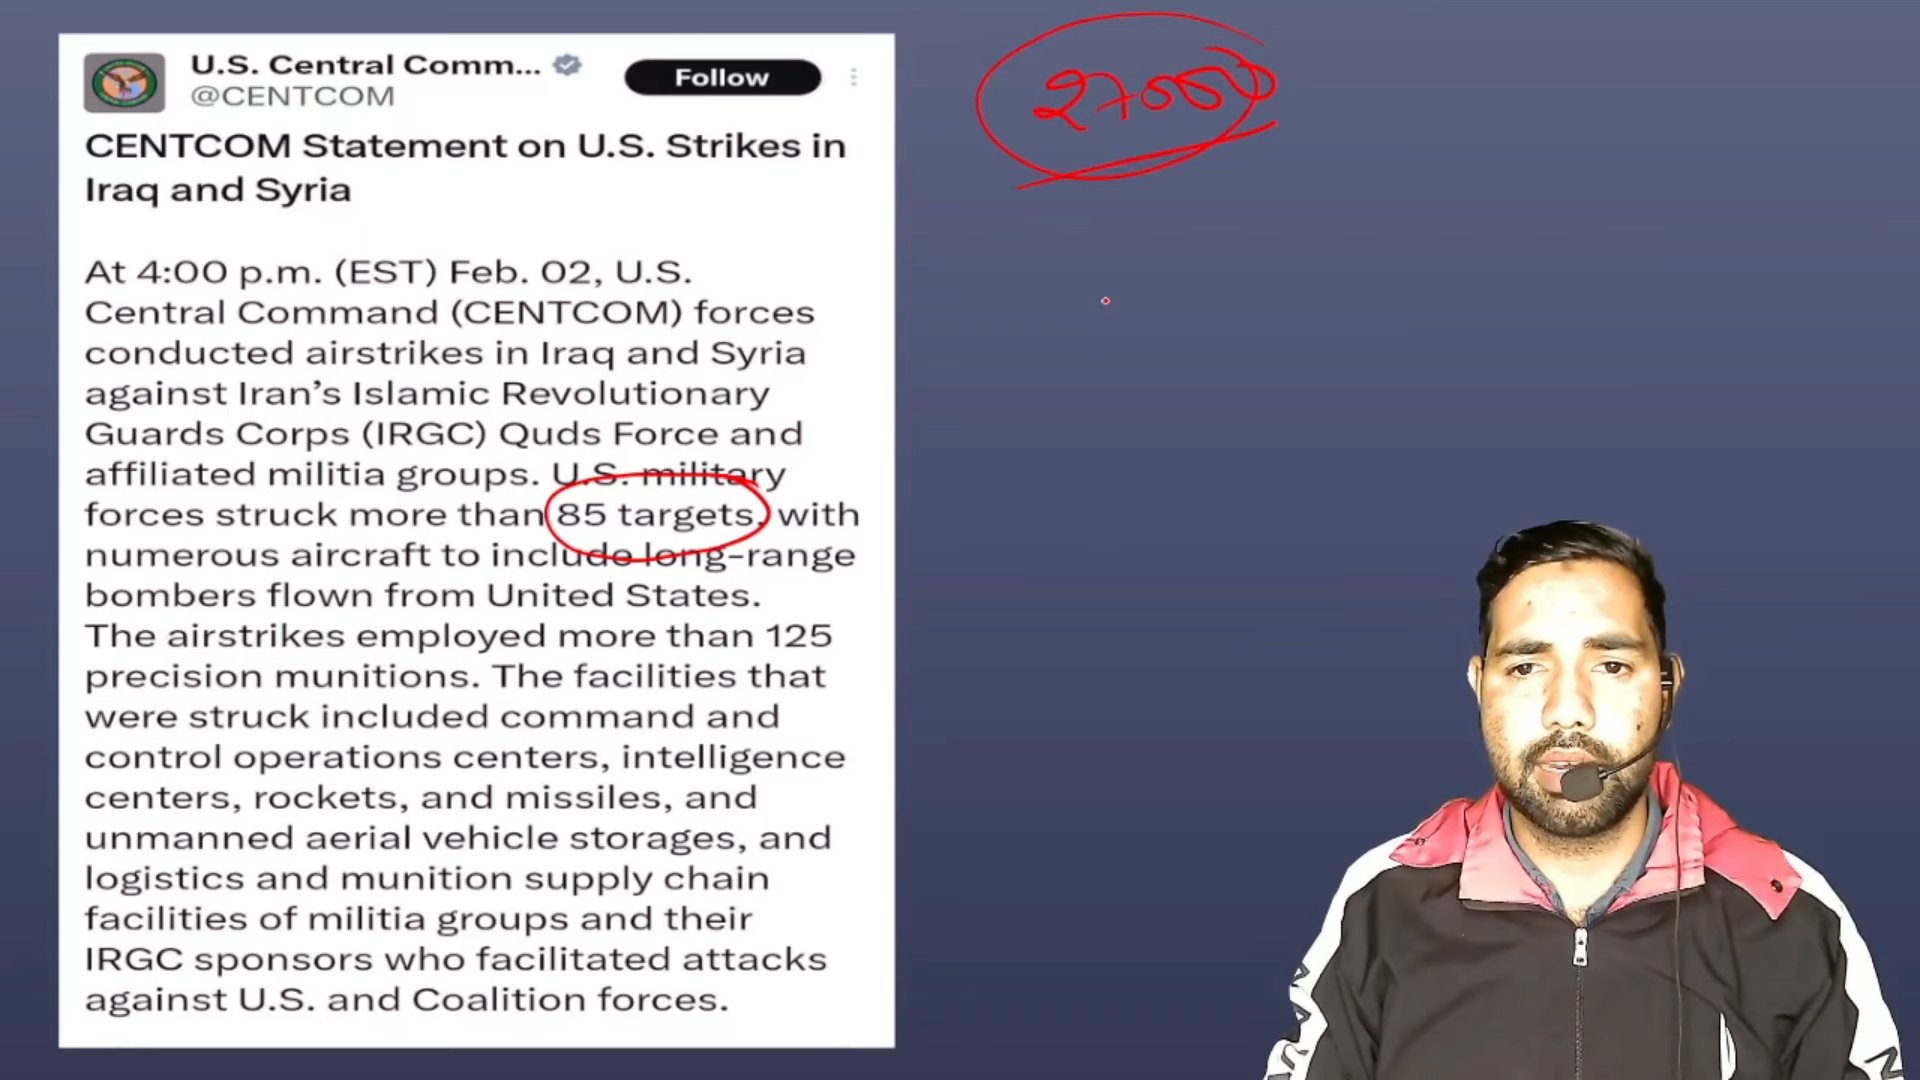 U.S. Central Comm...
@CENTCOM
Follow
CENTCOM Statement on U.S. Strikes in
Iraq and Syria
At 4:00 p.m. (EST) Feb. 02, U.S.
Central Command (CENTCOM) forces
conducted airstrikes in Iraq and Syria
against Iran’s Islamic Revolutionary
Guards Corps (IRGC) Quds Force and
affiliated militia groups. U.S. military
forces struck more than 85 targets, with
numerous aircraft to include long-range
bombers flown from United States.
The airstrikes employed more than 125
precision munitions. The facilities that
were struck included command and
control operations centers, intelligence
centers, rockets, and missiles, and
unmanned aerial vehicle storages, and
logistics and munition supply chain
facilities of militia groups and their
IRGC sponsors who facilitated attacks
against U.S. and Coalition forces.
27000